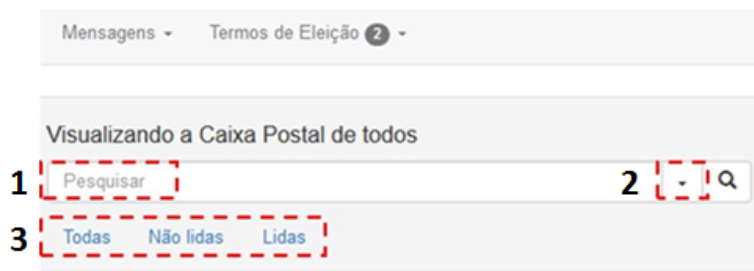 Mensagens Termos de Eleição 2
Visualizando a Caixa Postal de todos
1 Pesquisar 2
3 Todas Não lidas Lidas